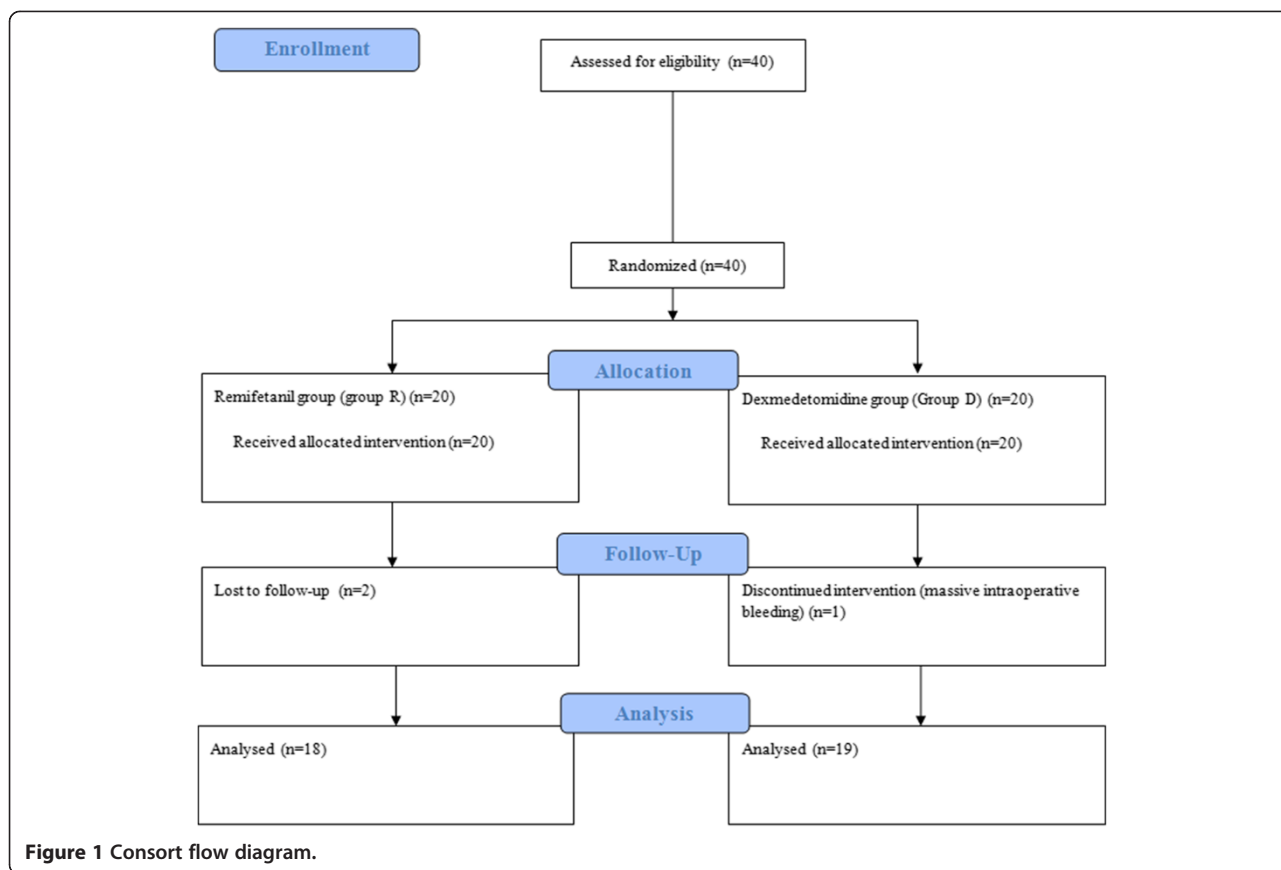 Enrollment
Assessed for eligibility (n=40)
Randomized (n=40)
Allocation
Remifetanil group (group R) (n=20)
Received allocated intervention (n=20)
Dexmedetomidine group (Group D) (n=20)
Received allocated intervention (n=20)
Follow-Up
Lost to follow-up (n=2)
Discontinued intervention (massive intraoperative
bleeding) (n=1)
Analysis
Analysed (n=18)
Analysed (n=19)
Figure 1 Consort flow diagram.